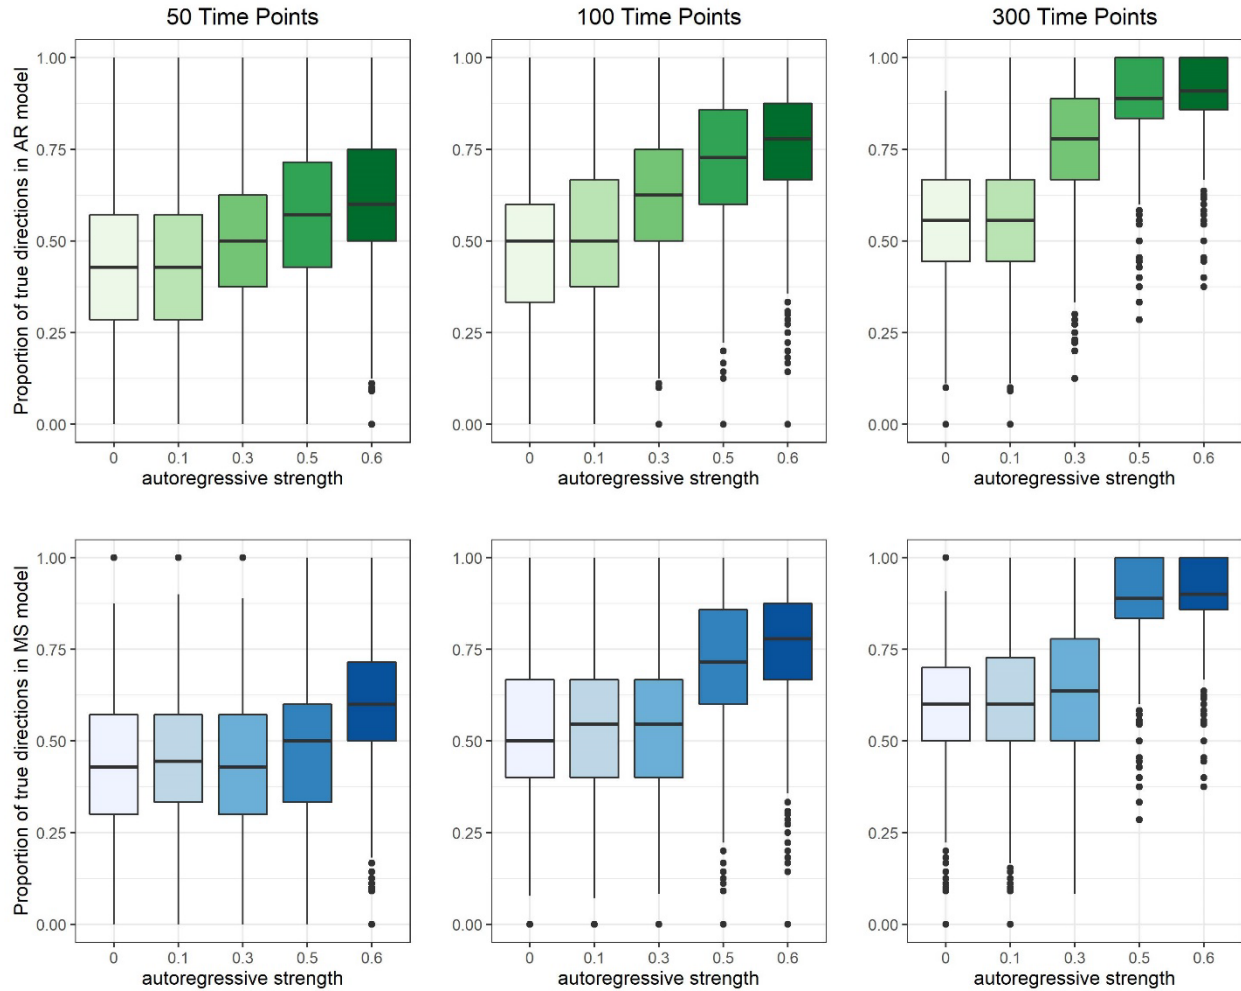 50 Time Points
100 Time Points
300 Time Points
Proportion of true directions in AR model
1.00
0.75
0.50
0.25
0.00
0 0.1 0.3 0.5 0.6
autoregressive strength
1.00
0.75
0.50
0.25
0.00
0 0.1 0.3 0.5 0.6
autoregressive strength
1.00
0.75
0.50
0.25
0.00
0 0.1 0.3 0.5 0.6
autoregressive strength
Proportion of true directions in MS model
1.00
0.75
0.50
0.25
0.00
0 0.1 0.3 0.5 0.6
autoregressive strength
1.00
0.75
0.50
0.25
0.00
0 0.1 0.3 0.5 0.6
autoregressive strength
1.00
0.75
0.50
0.25
0.00
0 0.1 0.3 0.5 0.6
autoregressive strength